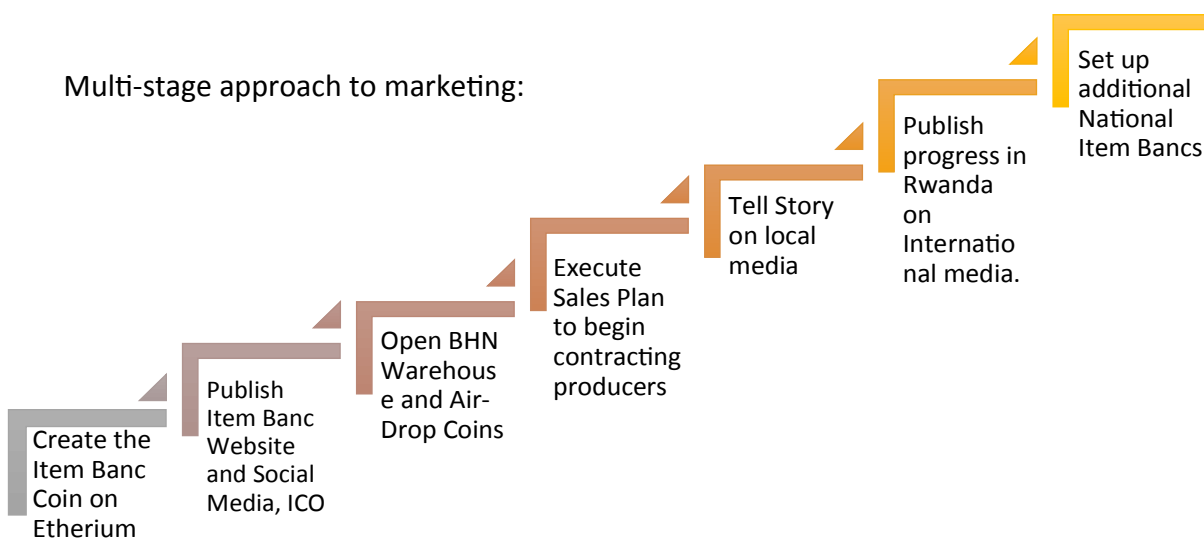 Multi-stage approach to marketing:
Create the
Item Banc
Coin on
Etherium
Publish
Item Banc
Website
and Social
Media, ICO
Open BHN
Warehous
e and Air-
Drop Coins
Execute
Sales Plan
to begin
contracting
producers
Tell Story
on local
media
Publish
progress in
Rwanda
on
Internatio
nal media.
Set up
additional
National
Item Bancs